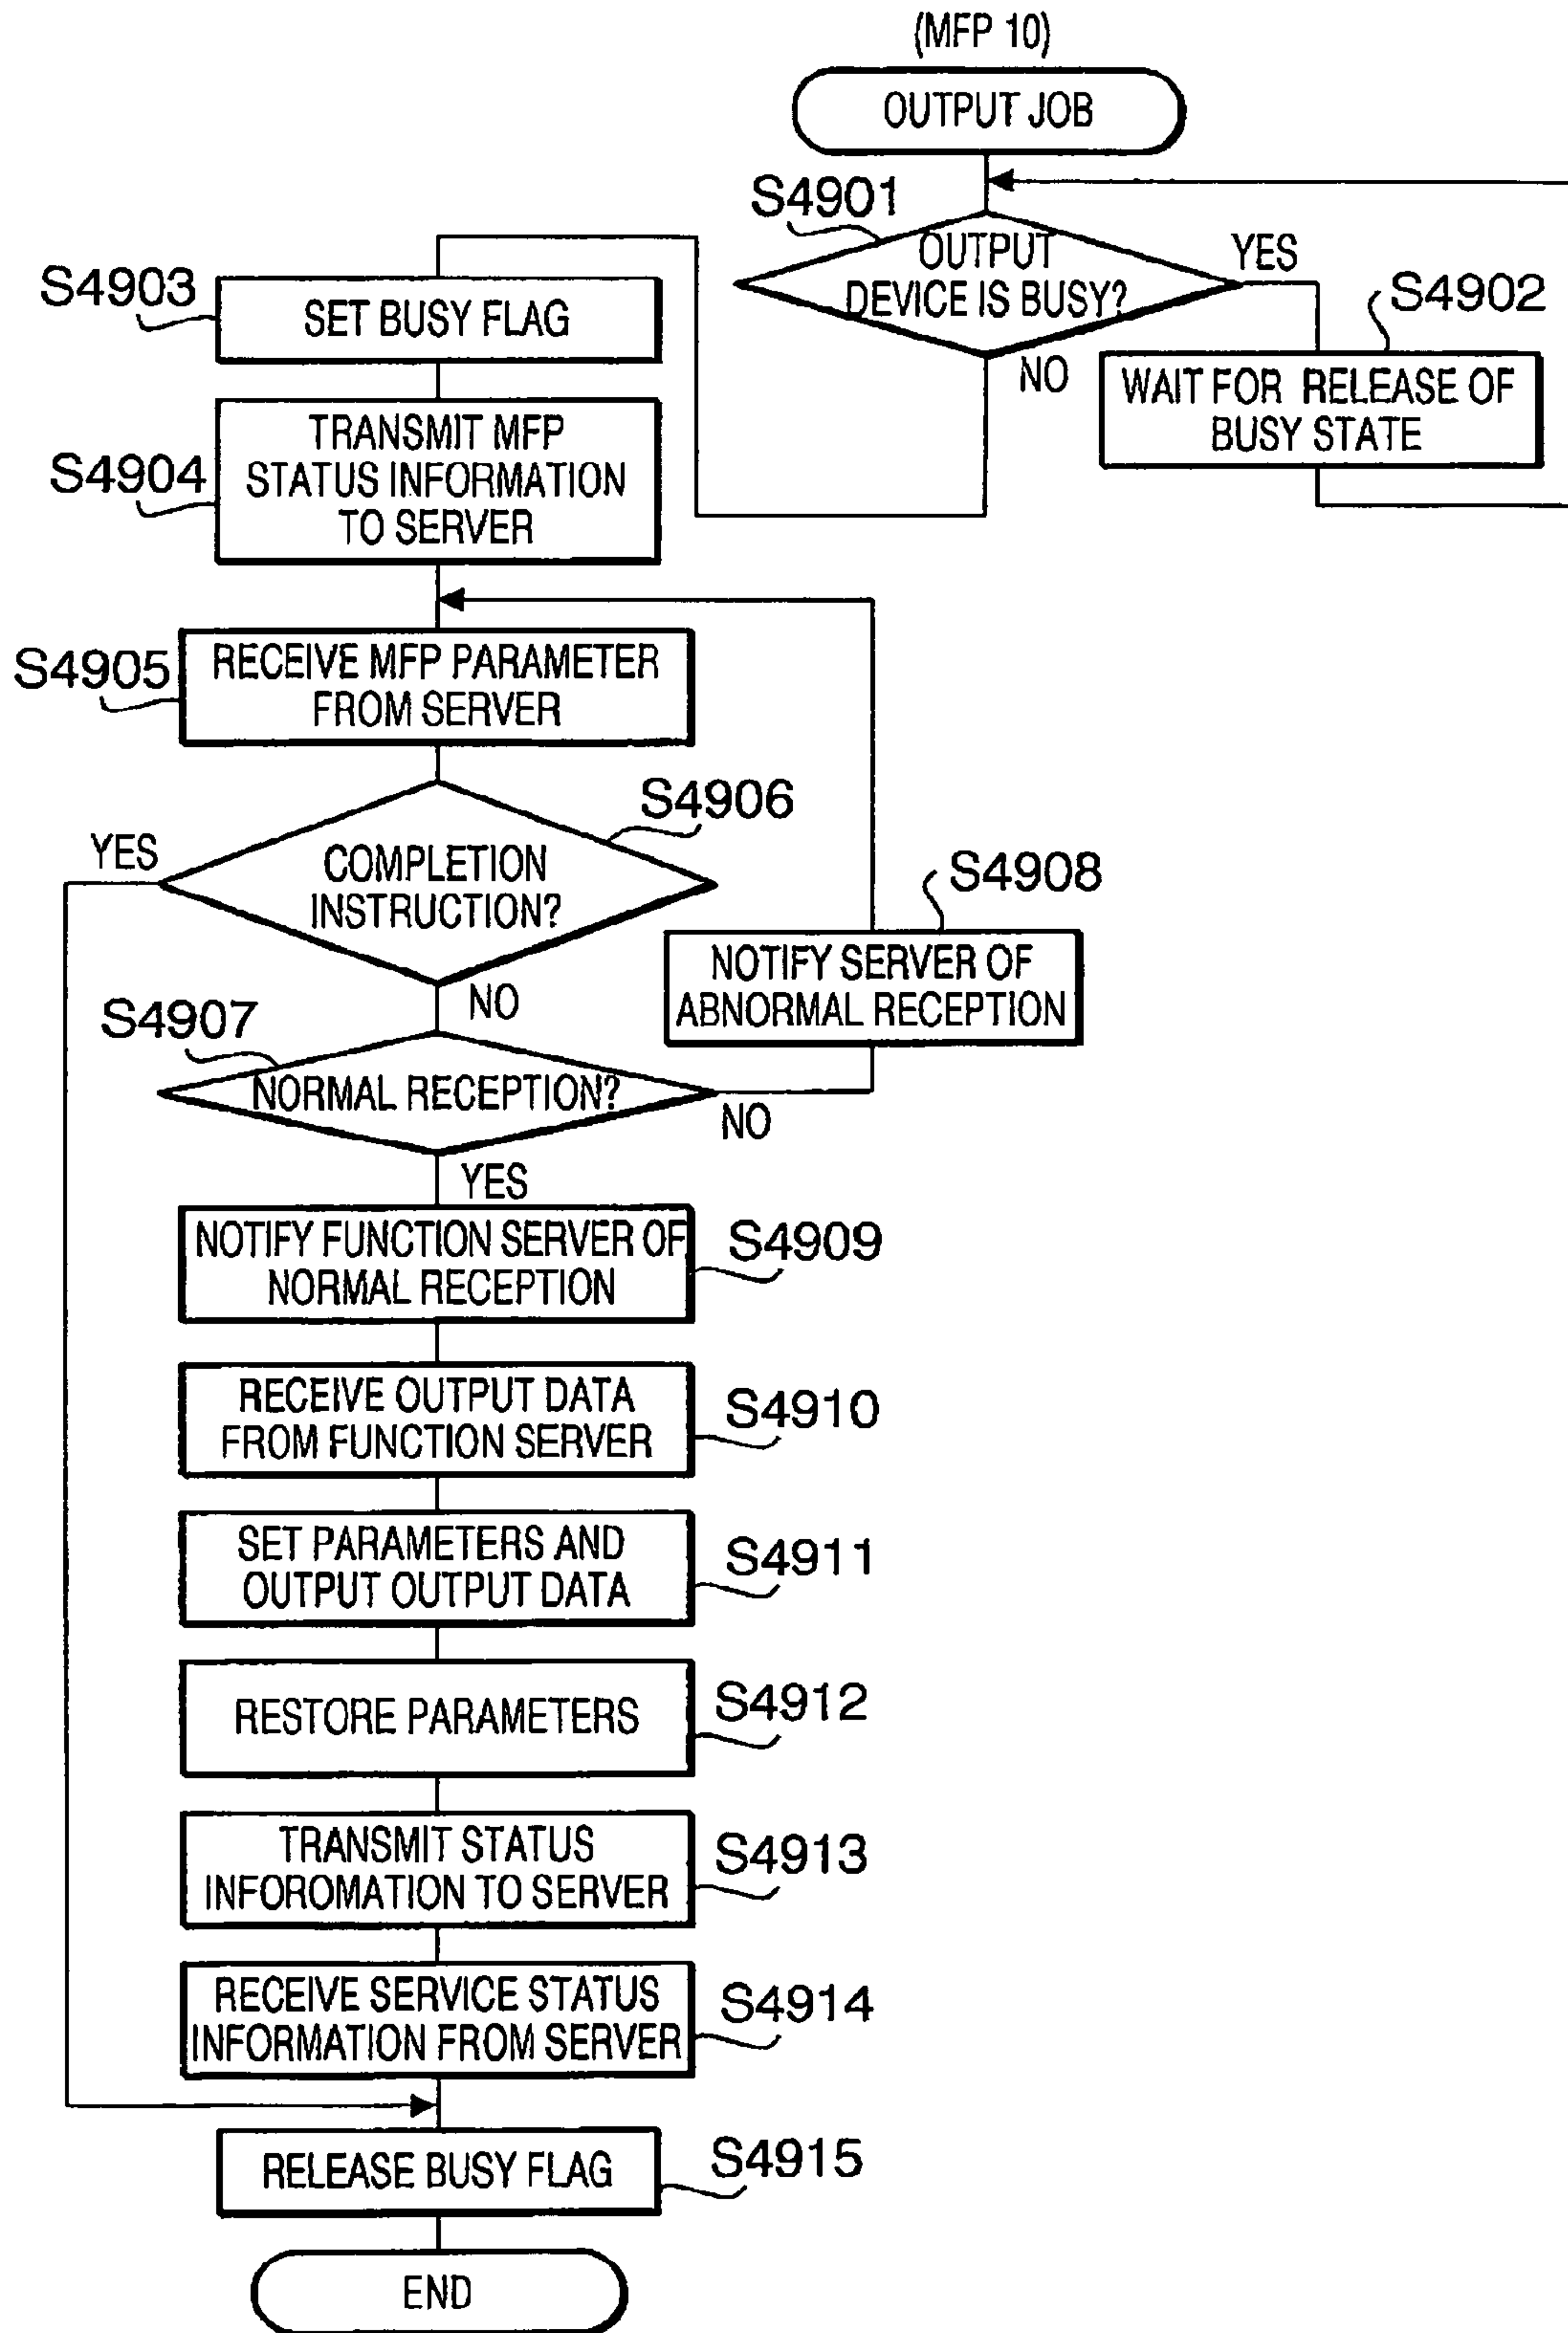 (MFP 10)
OUTPUT JOB
S4901
OUTPUT
DEVICE IS BUSY?
YES
NO
S4902
WAIT FOR RELEASE OF
BUSY STATE
S4903
SET BUSY FLAG
S4904
TRANSMIT MFP
STATUS INFORMATION
TO SERVER
S4905
RECEIVE MFP PARAMETER
FROM SERVER
S4906
YES
COMPLETION
INSTRUCTION?
NO
S4908
NOTIFY SERVER OF
ABNORMAL RECEPTION
S4907
NORMAL RECEPTION?
NO
YES
NOTIFY FUNCTION SERVER OF
NORMAL RECEPTION
S4909
RECEIVE OUTPUT DATA
FROM FUNCTION SERVER
S4910
SET PARAMETERS AND
OUTPUT OUTPUT DATA
S4911
RESTORE PARAMETERS
S4912
TRANSMIT STATUS
INFOROMATION TO SERVER
S4913
RECEIVE SERVICE STATUS
INFORMATION FROM SERVER
S4914
RELEASE BUSY FLAG
S4915
END